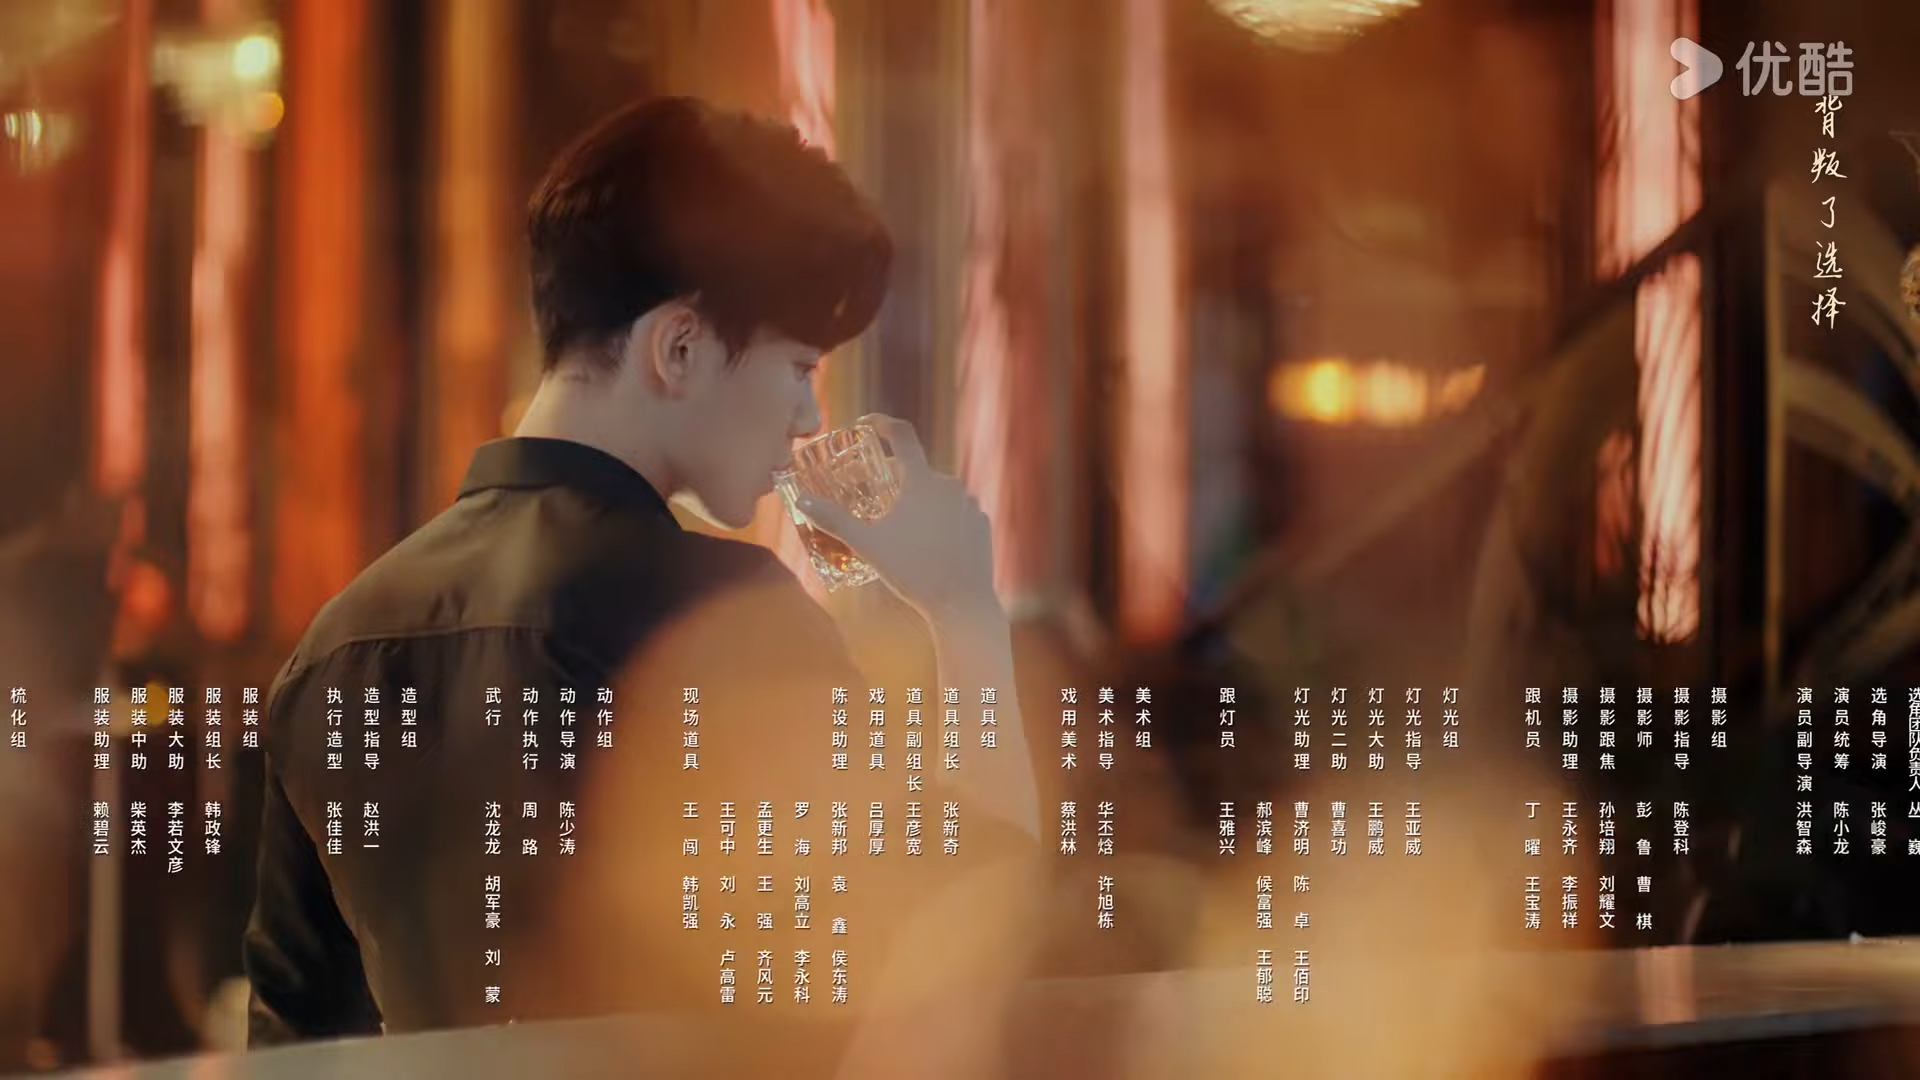 优酷
背叛了选择
选角团队负责人 丛巍
选角导演 张峻豪
演员统筹 陈小龙
演员副导演 洪智森
摄影组
摄影指导 陈登科
摄影师 彭鲁 曹棋
摄影跟焦 孙培翔 刘耀文
摄影助理 王永齐 李振祥
跟机员 丁曜 王宝涛
灯光组
灯光指导 王亚威
灯光大助 王鹏威
灯光二助 曹喜功
灯光助理 曹济明 陈卓 王佰印
郝滨峰 候富强 王郁聪
跟灯员 王雅兴
美术组
美术指导 华丕焓 许旭栋
戏用美术 蔡洪林
道具组
道具组长 张新奇
道具副组长 王彦宽
戏用道具 吕厚厚
陈设助理 张新邦 袁鑫 侯东涛
罗海 刘高立 李永科
孟更生 王强 齐风元
王可中 刘永 卢高雷
现场道具 王闯 韩凯强
动作组
动作导演 陈少涛
动作执行 周路
武行 沈龙龙 胡军豪 刘蒙
造型组
造型指导 赵洪一
执行造型 张佳佳
服装组
服装组长 韩政锋
服装大助 李若文彦
服装中助 柴英杰
服装助理 赖碧云
梳化组